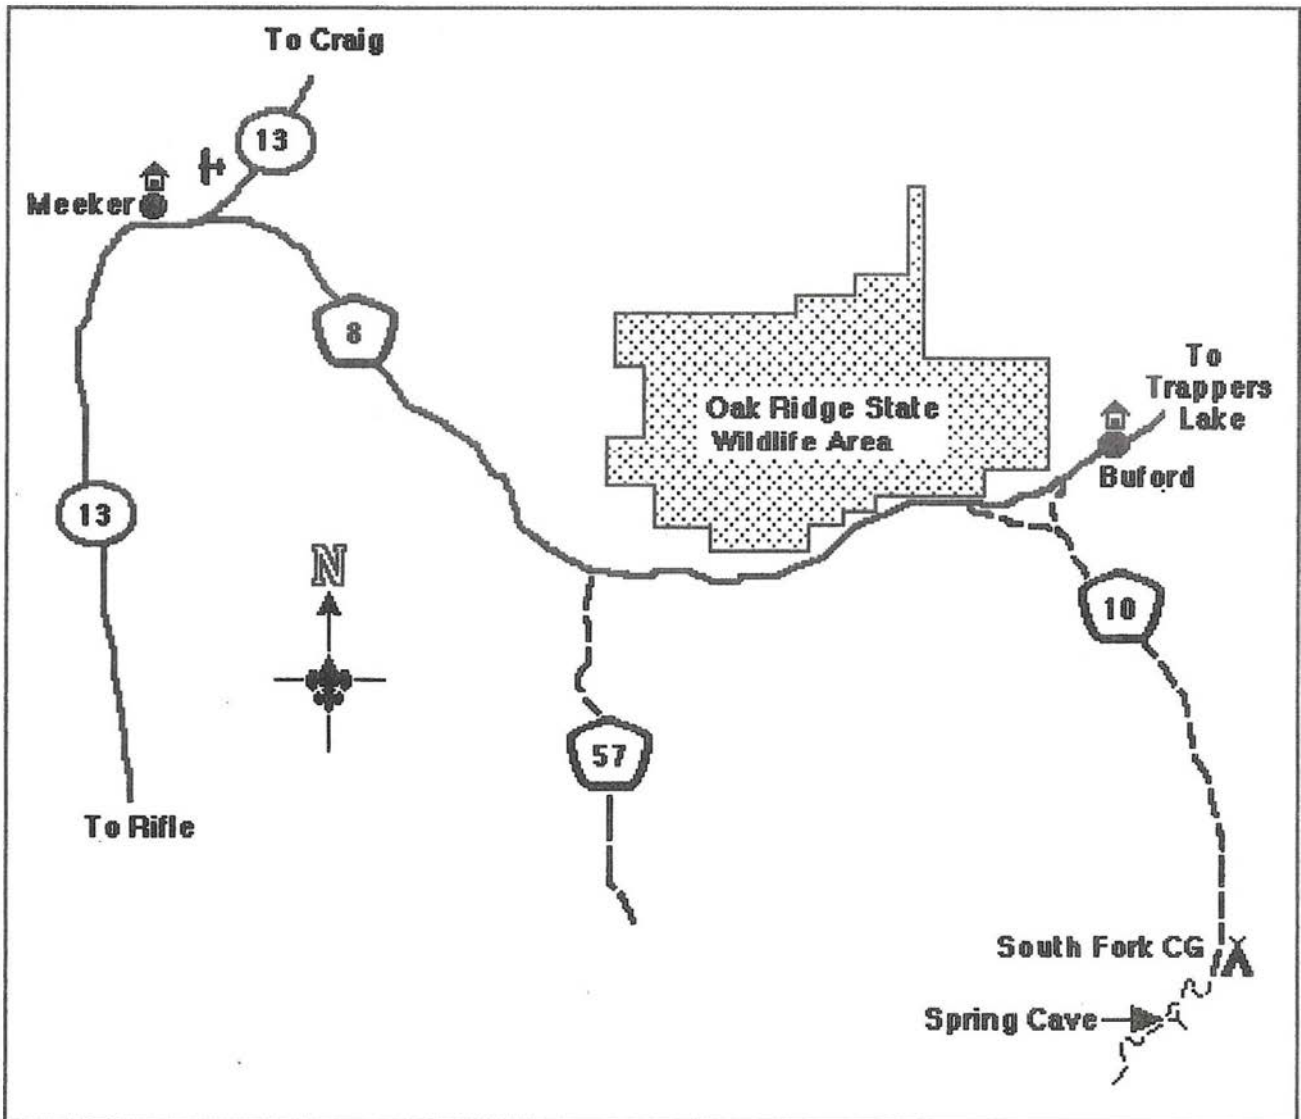 To Craig
13
Meeker
8
To
Trappers
Lake
Oak Ridge State
Wildlife Area
Buford
13
N
10
57
To Rifle
South Fork CG
Spring Cave